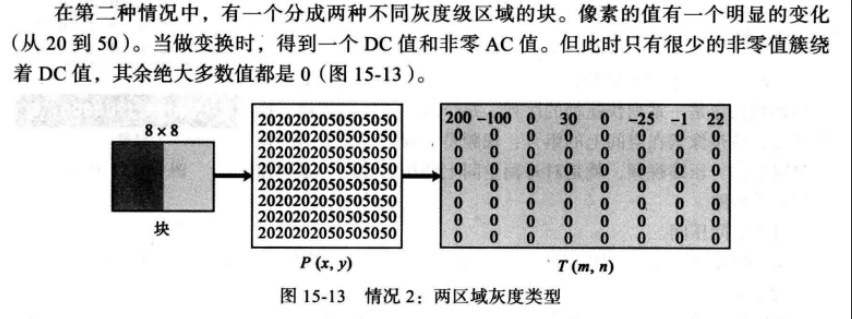 在第二种情况中，有一个分成两种不同灰度级区域的块。像素的值有一个明显的变化
（从 20 到 50）。当做变换时，得到一个 DC 值和非零 AC 值。但此时只有很少的非零值簇绕
着 DC 值，其余绝大多数值都是 0（图 15-13）。
8×8
块
2020202050505050
2020202050505050
2020202050505050
2020202050505050
2020202050505050
2020202050505050
2020202050505050
2020202050505050
P (x, y)
200 -100 0 30 0 -25 -1 22
0 0 0 0 0 0 0 0
0 0 0 0 0 0 0 0
0 0 0 0 0 0 0 0
0 0 0 0 0 0 0 0
0 0 0 0 0 0 0 0
0 0 0 0 0 0 0 0
0 0 0 0 0 0 0 0
T (m, n)
图 15-13 情况 2：两区域灰度类型